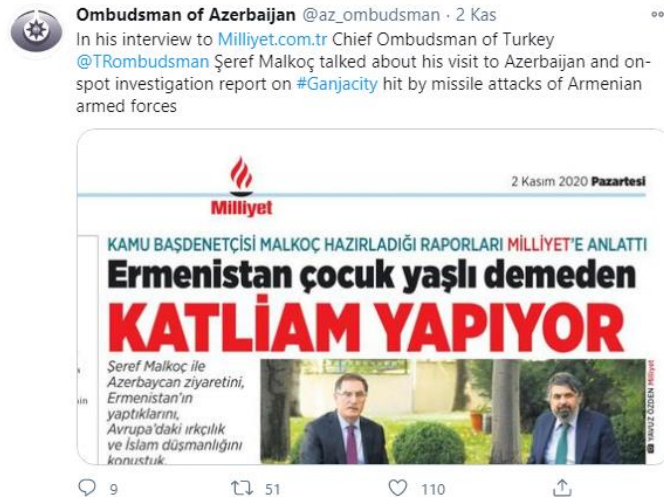 Ombudsman of Azerbaijan @az_ombudsman · 2 Kas
In his interview to Milliyet.com.tr Chief Ombudsman of Turkey
@TRombudsman Şeref Malkoç talked about his visit to Azerbaijan and on-
spot investigation report on #Ganjacity hit by missile attacks of Armenian
armed forces
2 Kasım 2020 Pazartesi
Milliyet
KAMU BAŞDENETÇİSİ MALKOÇ HAZIRLADIĞI RAPORLARI MİLLİYET'E ANLATTI
Ermenistan çocuk yaşlı demeden
KATLİAM YAPIYOR
Şeref Malkoç ile
Azerbaycan ziyaretini,
Ermenistan'ın
yaptıklarını,
Avrupa'daki ırkçılık
ve İslam düşmanlığını
konuştuk.
YAVUZ ÖZDEN Milliyet
9 51 110